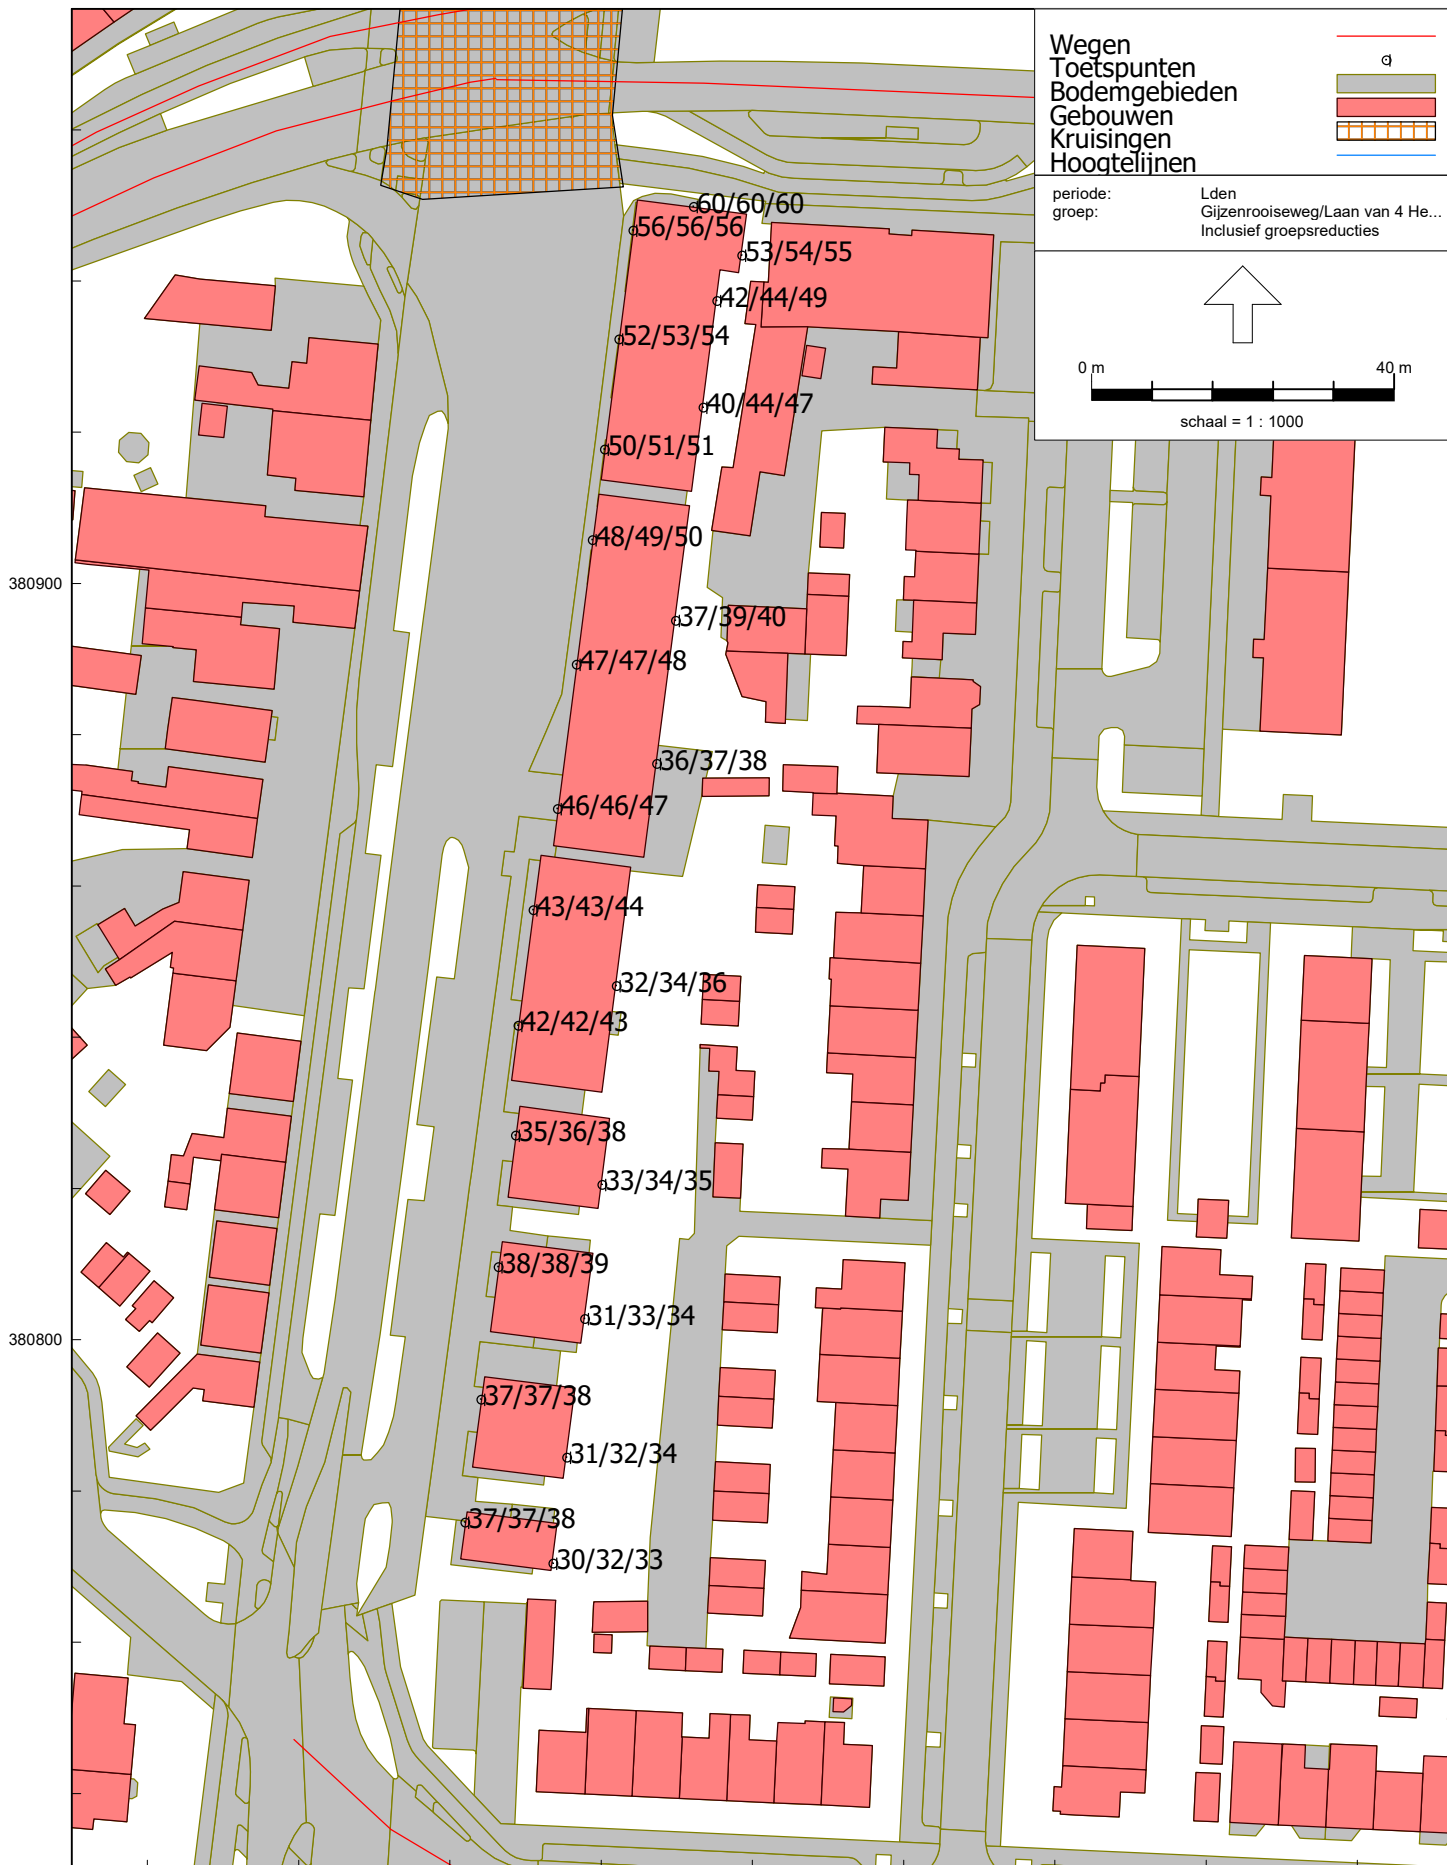 Wegen
Toetspunten
Bodemgebieden
Gebouwen
Kruisingen
Hoogtelijnen
periode: Lden
groep: Gijzenrooiseweg/Laan van 4 He...
Inclusief groepsreducties
0 m 40 m
schaal = 1 : 1000
60/60/60
56/56/56
53/54/55
42/44/49
52/53/54
40/44/47
50/51/51
48/49/50
380900
37/39/40
47/47/48
36/37/38
46/46/47
43/43/44
32/34/36
42/42/43
35/36/38
33/34/35
38/38/39
31/33/34
380800
37/37/38
31/32/34
37/37/38
30/32/33